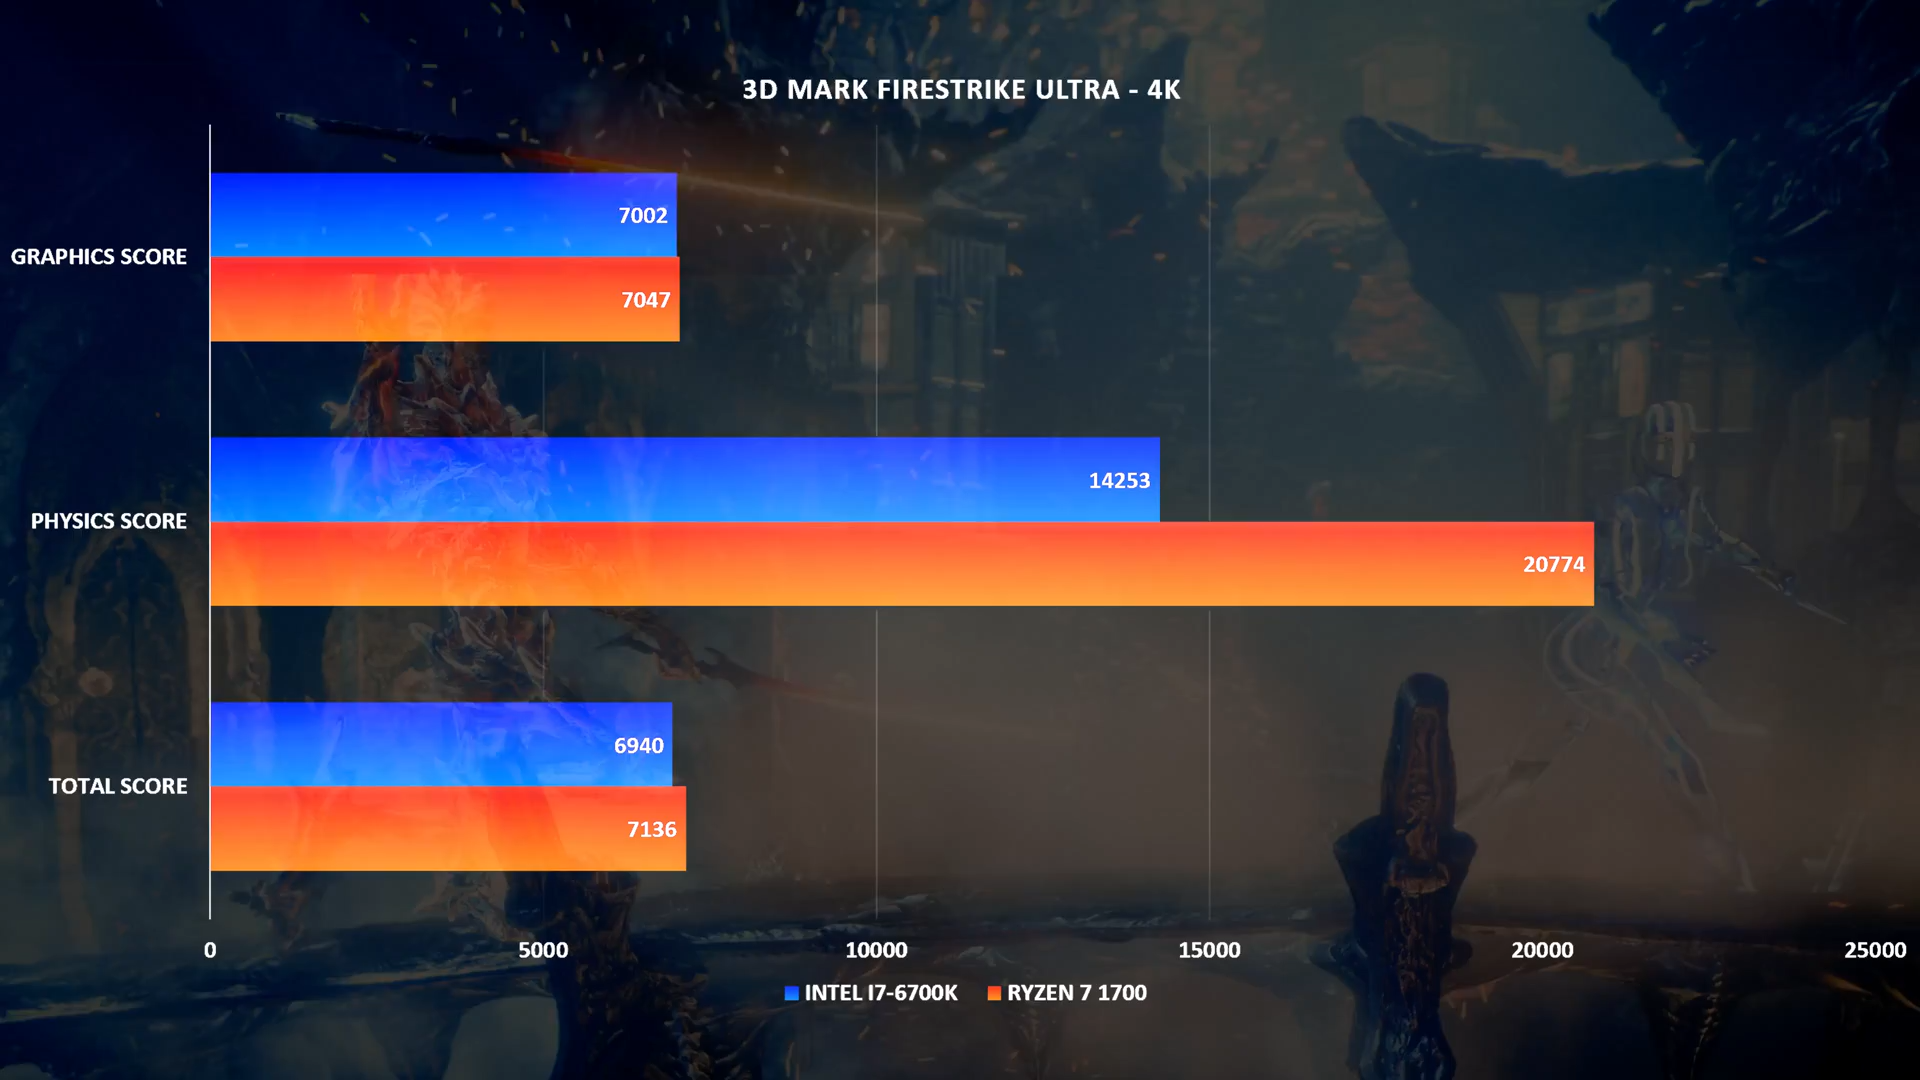 3D MARK FIRESTRIKE ULTRA - 4K
GRAPHICS SCORE
7002
7047
PHYSICS SCORE
14253
20774
TOTAL SCORE
6940
7136
0 5000 10000 15000 20000 25000
INTEL I7-6700K RYZEN 7 1700